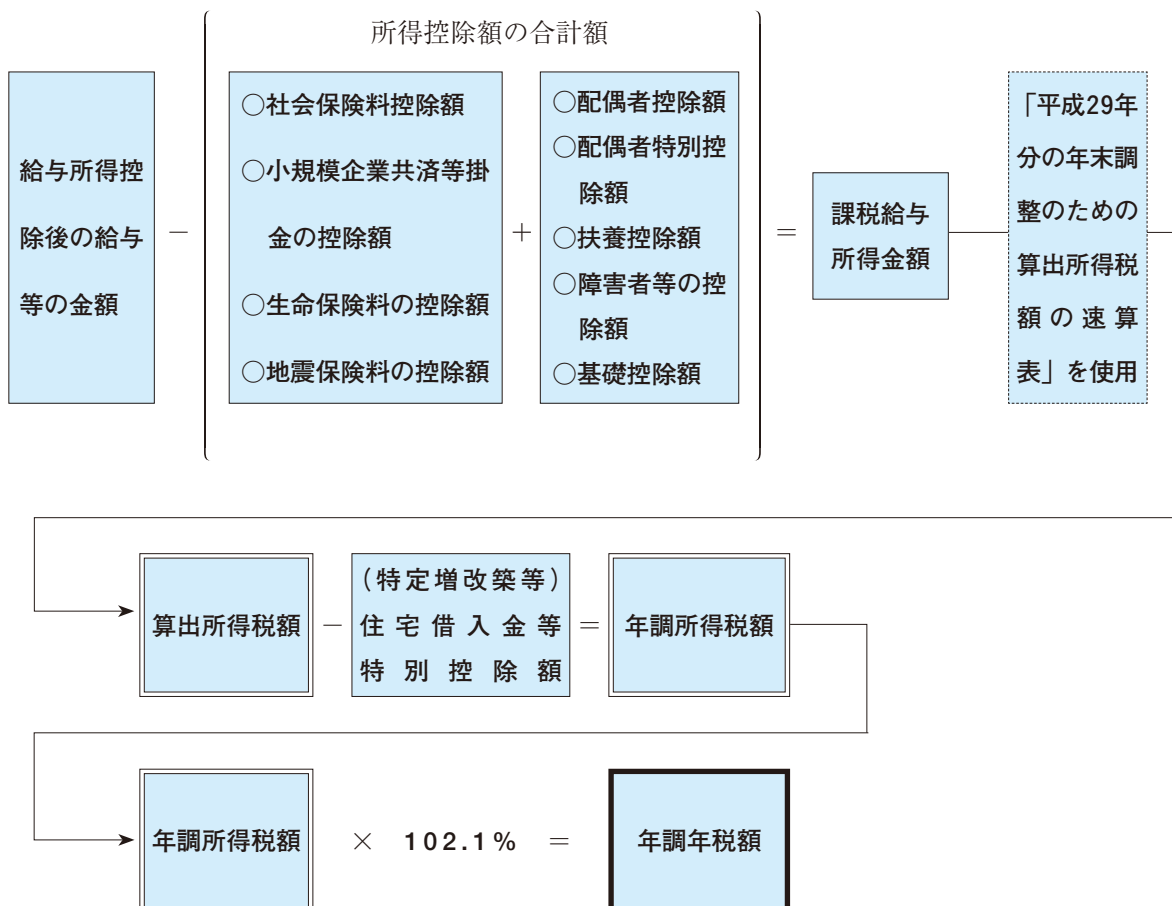 所得控除額の合計額
給与所得控
除後の給与
等の金額
−
○社会保険料控除額
○小規模企業共済等掛
金の控除額
○生命保険料の控除額
○地震保険料の控除額
+
○配偶者控除額
○配偶者特別控
除額
○扶養控除額
○障害者等の控
除額
○基礎控除額
=
課税給与
所得金額
「平成29年
分の年末調
整のための
算出所得税
額の速算
表」を使用
算出所得税額
−
(特定増改築等)
住宅借入金等
特別控除額
=
年調所得税額
年調所得税額 × 102.1% = 年調年税額